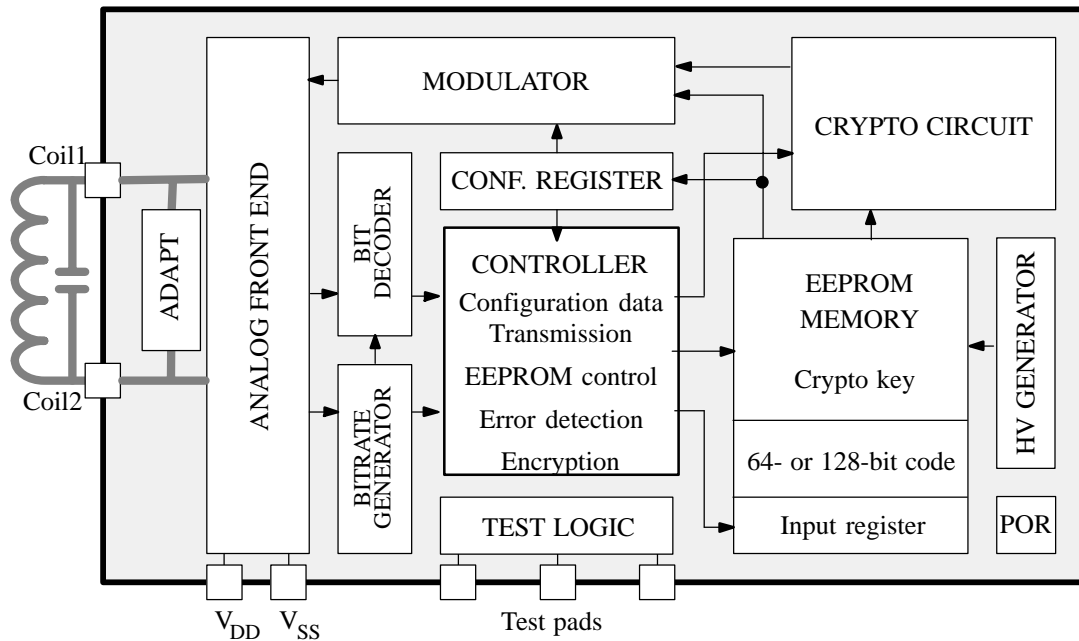 MODULATOR
CRYPTO CIRCUIT
Coil1
CONF. REGISTER
ADAPT
ANALOG FRONT END
BIT
DECODER
CONTROLLER
Configuration data
Transmission
EEPROM control
Error detection
Encryption
EEPROM
MEMORY
Crypto key
HV GENERATOR
Coil2
BITRATE
GENERATOR
64- or 128-bit code
TEST LOGIC
Input register
POR
VDD
VSS
Test pads